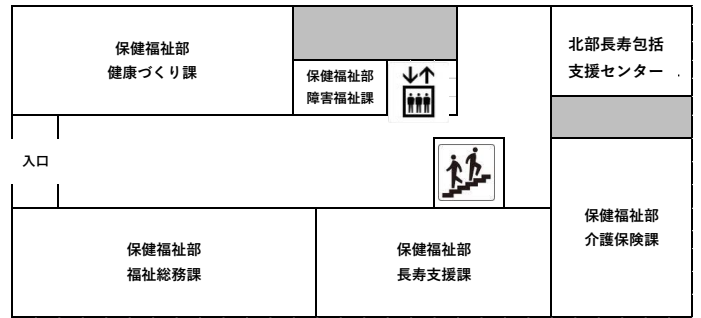 保健福祉部
健康づくり課
保健福祉部
障害福祉課
北部長寿包括
支援センター
入口
保健福祉部
福祉総務課
保健福祉部
長寿支援課
保健福祉部
介護保険課